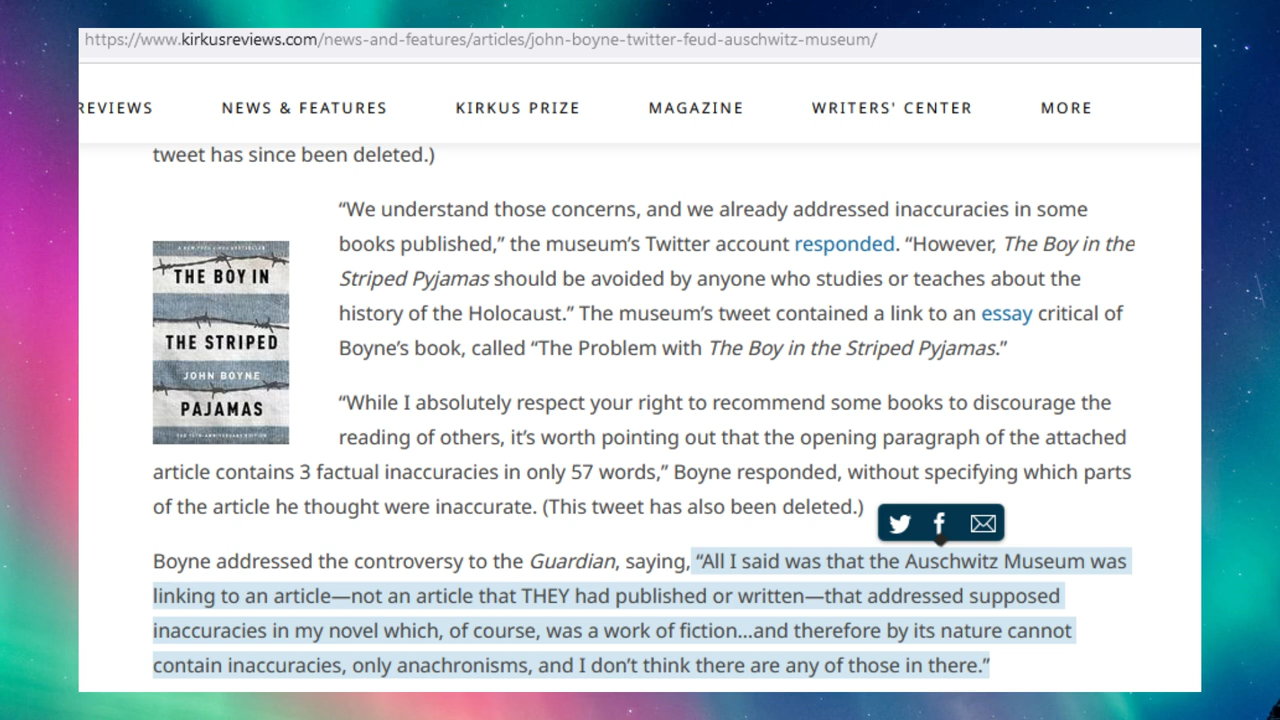 https://www.kirkusreviews.com/news-and-features/articles/john-boyne-twitter-feud-auschwitz-museum/
REVIEWS NEWS & FEATURES KIRKUS PRIZE MAGAZINE WRITERS' CENTER MORE
tweet has since been deleted.)
“We understand those concerns, and we already addressed inaccuracies in some
books published,” the museum’s Twitter account responded. “However, The Boy in the
Striped Pyjamas should be avoided by anyone who studies or teaches about the
history of the Holocaust.” The museum’s tweet contained a link to an essay critical of
Boyne’s book, called “The Problem with The Boy in the Striped Pyjamas.”
THE BOY IN
THE STRIPED
JOHN BOYNE
PAJAMAS
“While I absolutely respect your right to recommend some books to discourage the
reading of others, it’s worth pointing out that the opening paragraph of the attached
article contains 3 factual inaccuracies in only 57 words,” Boyne responded, without specifying which parts
of the article he thought were inaccurate. (This tweet has also been deleted.)
Boyne addressed the controversy to the Guardian, saying, “All I said was that the Auschwitz Museum was
linking to an article—not an article that THEY had published or written—that addressed supposed
inaccuracies in my novel which, of course, was a work of fiction…and therefore by its nature cannot
contain inaccuracies, only anachronisms, and I don’t think there are any of those in there.”